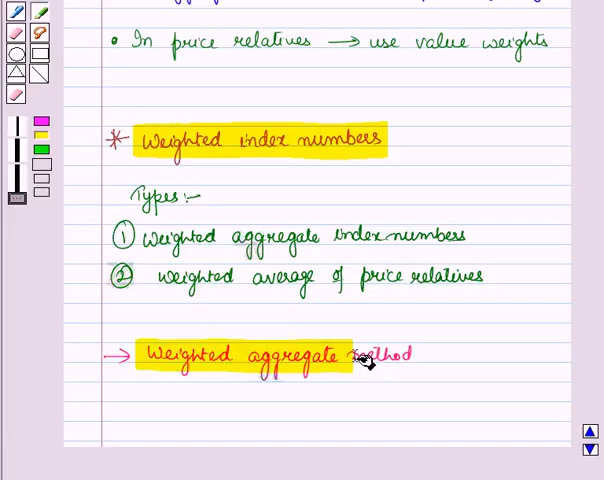 • In price relatives → use value weights
* Weighted index numbers
Types:-
① Weighted aggregate index numbers
② weighted average of price relatives
→ Weighted aggregate method